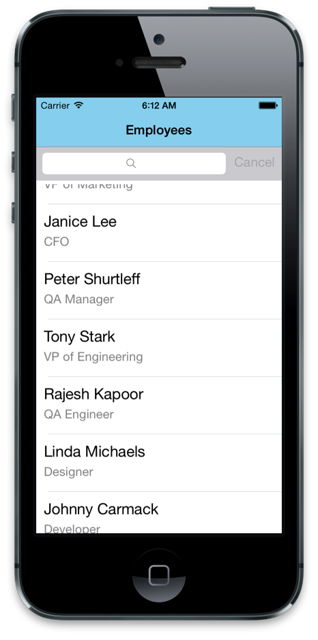 Carrier 6:12 AM
Employees
Cancel
VP of Marketing
Janice Lee
CFO
Peter Shurtleff
QA Manager
Tony Stark
VP of Engineering
Rajesh Kapoor
QA Engineer
Linda Michaels
Designer
Johnny Carmack
Developer